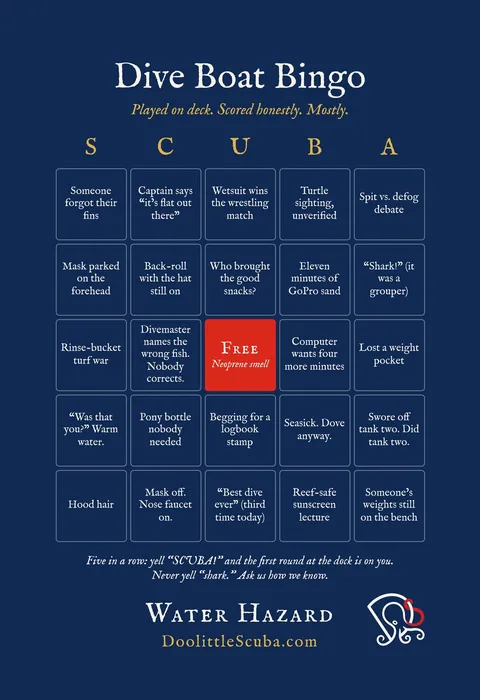 Dive Boat Bingo
Played on deck. Scored honestly. Mostly.
S C U B A
Someone
forgot their
fins
Captain says
“it’s flat out
there”
Wetsuit wins
the wrestling
match
Turtle
sighting,
unverified
Spit vs. defog
debate
Mask parked
on the
forehead
Back-roll
with the hat
still on
Who brought
the good
snacks?
Eleven
minutes of
GoPro sand
“Shark!” (it
was a
grouper)
Rinse-bucket
turf war
Divemaster
names the
wrong fish.
Nobody
corrects.
Free
Neoprene smell
Computer
wants four
more minutes
Lost a weight
pocket
“Was that
you?” Warm
water.
Pony bottle
nobody
needed
Begging for a
logbook
stamp
Seasick. Dove
anyway.
Swore off
tank two. Did
tank two.
Hood hair
Mask off.
Nose faucet
on.
“Best dive
ever” (third
time today)
Reef-safe
sunscreen
lecture
Someone’s
weights still
on the bench
Five in a row: yell “SCUBA!” and the first round at the dock is on you.
Never yell “shark.” Ask us how we know.
Water Hazard
DoolittleScuba.com